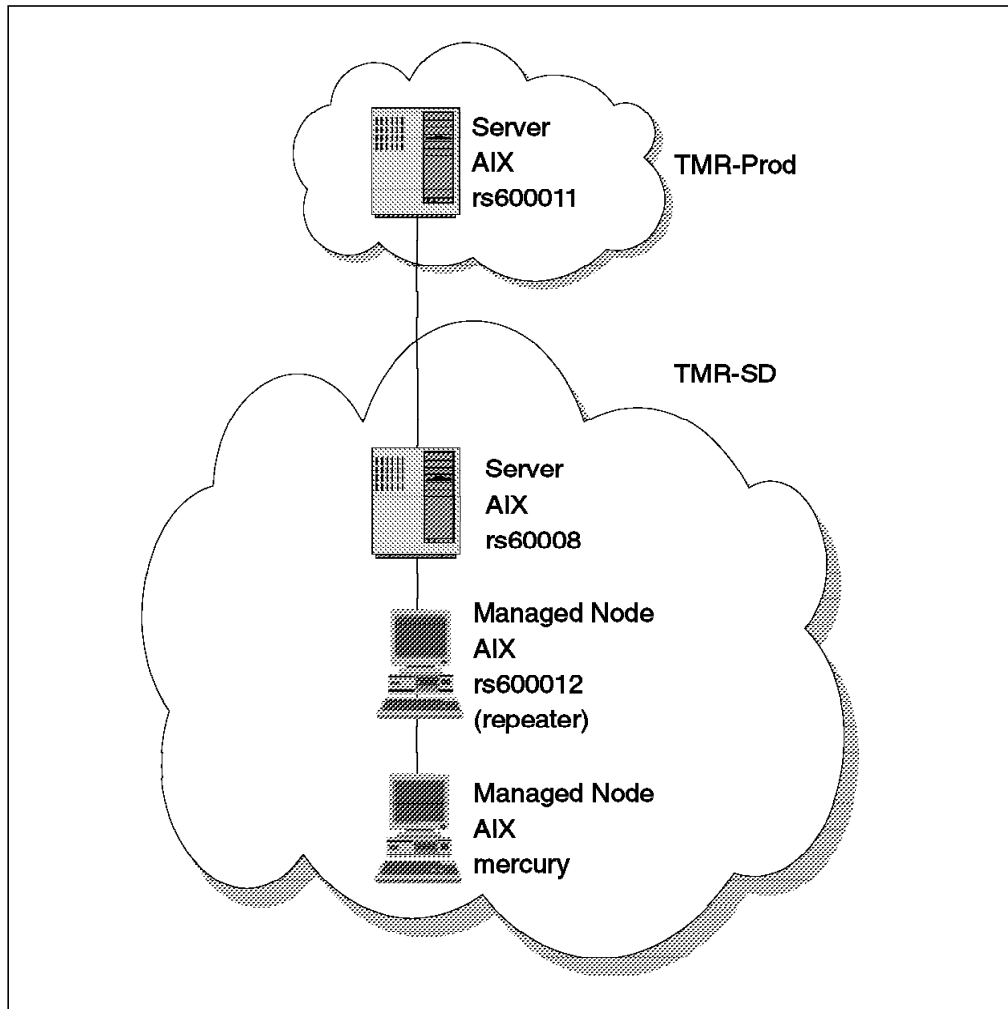 Server
AIX
rs600011
TMR-Prod
TMR-SD
Server
AIX
rs60008
Managed Node
AIX
rs600012
(repeater)
Managed Node
AIX
mercury